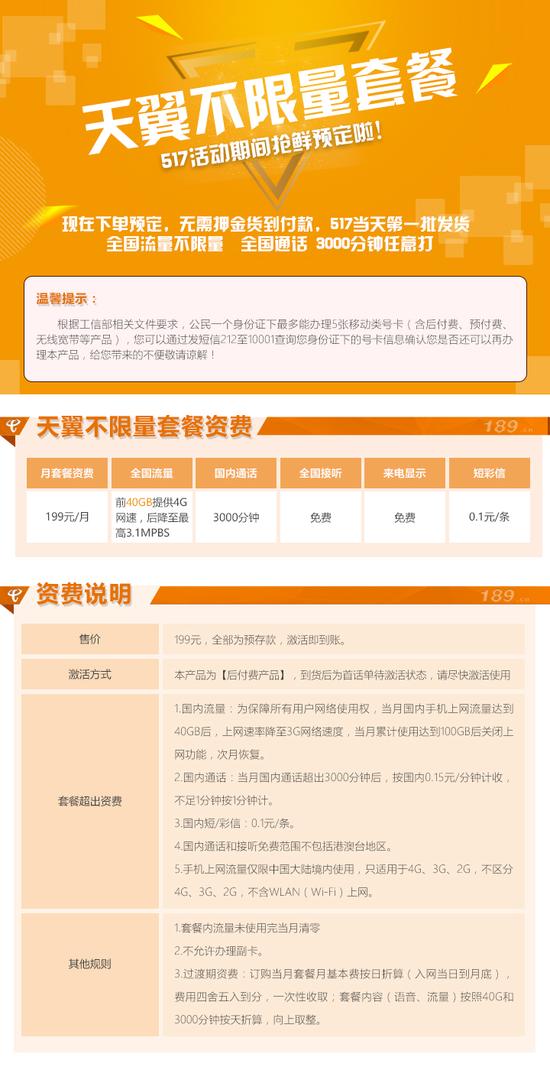 天翼不限量套餐
517活动期间抢鲜预定啦!
现在下单预定，无需押金货到付款，517当天第一批发货
全国流量不限量 全国通话 3000分钟任意打
温馨提示：
根据工信部相关文件要求，公民一个身份证下最多能办理5张移动类号卡（含后付费、预付费、
无线宽带等产品），您可以通过发短信212至10001查询您身份证下的号卡信息确认您是否还可以再办
理本产品，给您带来的不便敬请谅解！
天翼不限量套餐资费
189.cn
月套餐资费 全国流量 国内通话 全国接听 来电显示 短彩信
199元/月 前40GB提供4G 3000分钟 免费 免费 0.1元/条
网速，后降至最
高3.1MPBS
资费说明
189.cn
售价 199元，全部为预存款，激活即到账。
激活方式 本产品为【后付费产品】，到货后为首话单待激活状态，请尽快激活使用
套餐超出资费
1.国内流量：为保障所有用户网络使用权，当月国内手机上网流量达到
40GB后，上网速率降至3G网络速度，当月累计使用达到100GB后关闭上
网功能，次月恢复。
2.国内通话：当月国内通话超出3000分钟后，按国内0.15元/分钟计收，
不足1分钟按1分钟计。
3.国内短/彩信：0.1元/条。
4.国内通话和接听免费范围不包括港澳台地区。
5.手机上网流量仅限中国大陆境内使用，只适用于4G、3G、2G，不区分
4G、3G、2G，不含WLAN（Wi-Fi）上网。
其他规则
1.套餐内流量未使用完当月清零
2.不允许办理副卡。
3.过渡期资费：订购当月套餐月基本费按日折算（入网当日到月底），
费用四舍五入到分，一次性收取；套餐内容（语音、流量）按照40G和
3000分钟按天折算，向上取整。